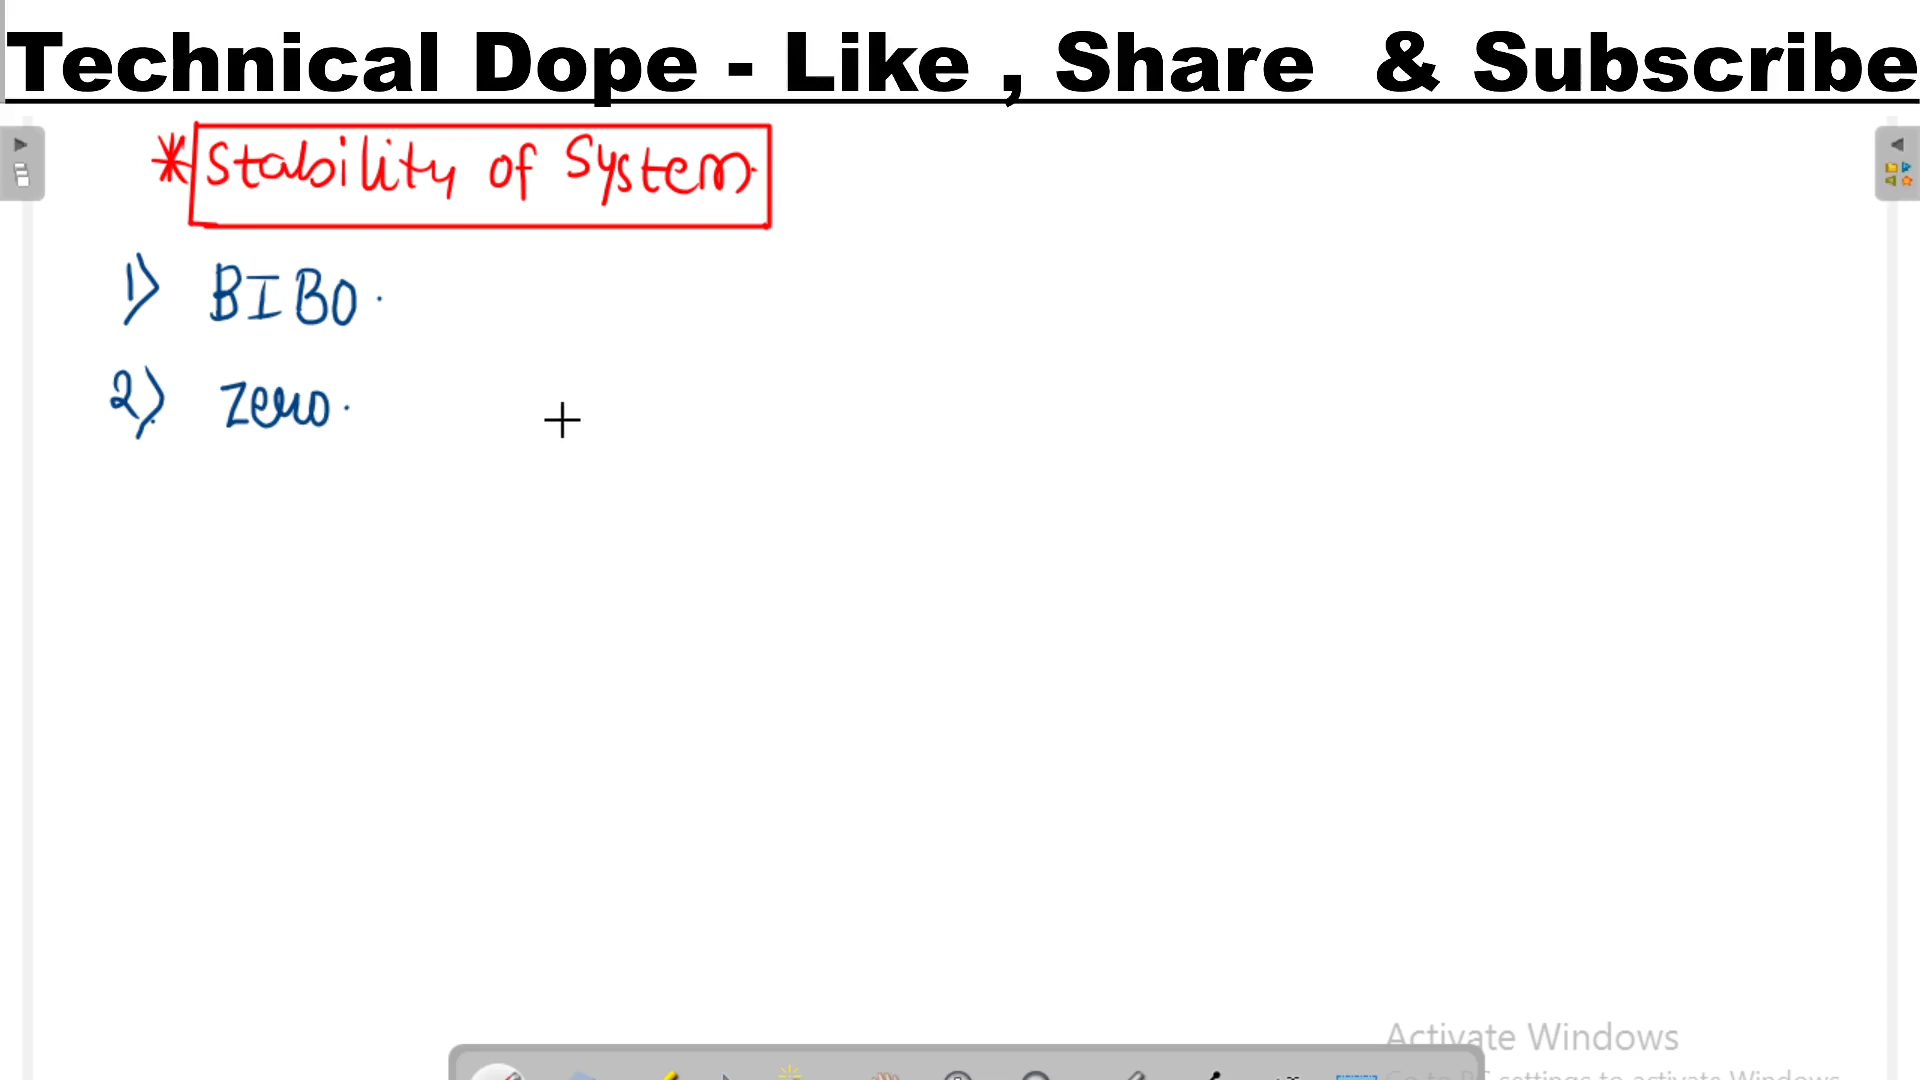 Technical Dope - Like , Share & Subscribe
*Stability of System.
1) BIBO.
2) Zero.
Activate Windows